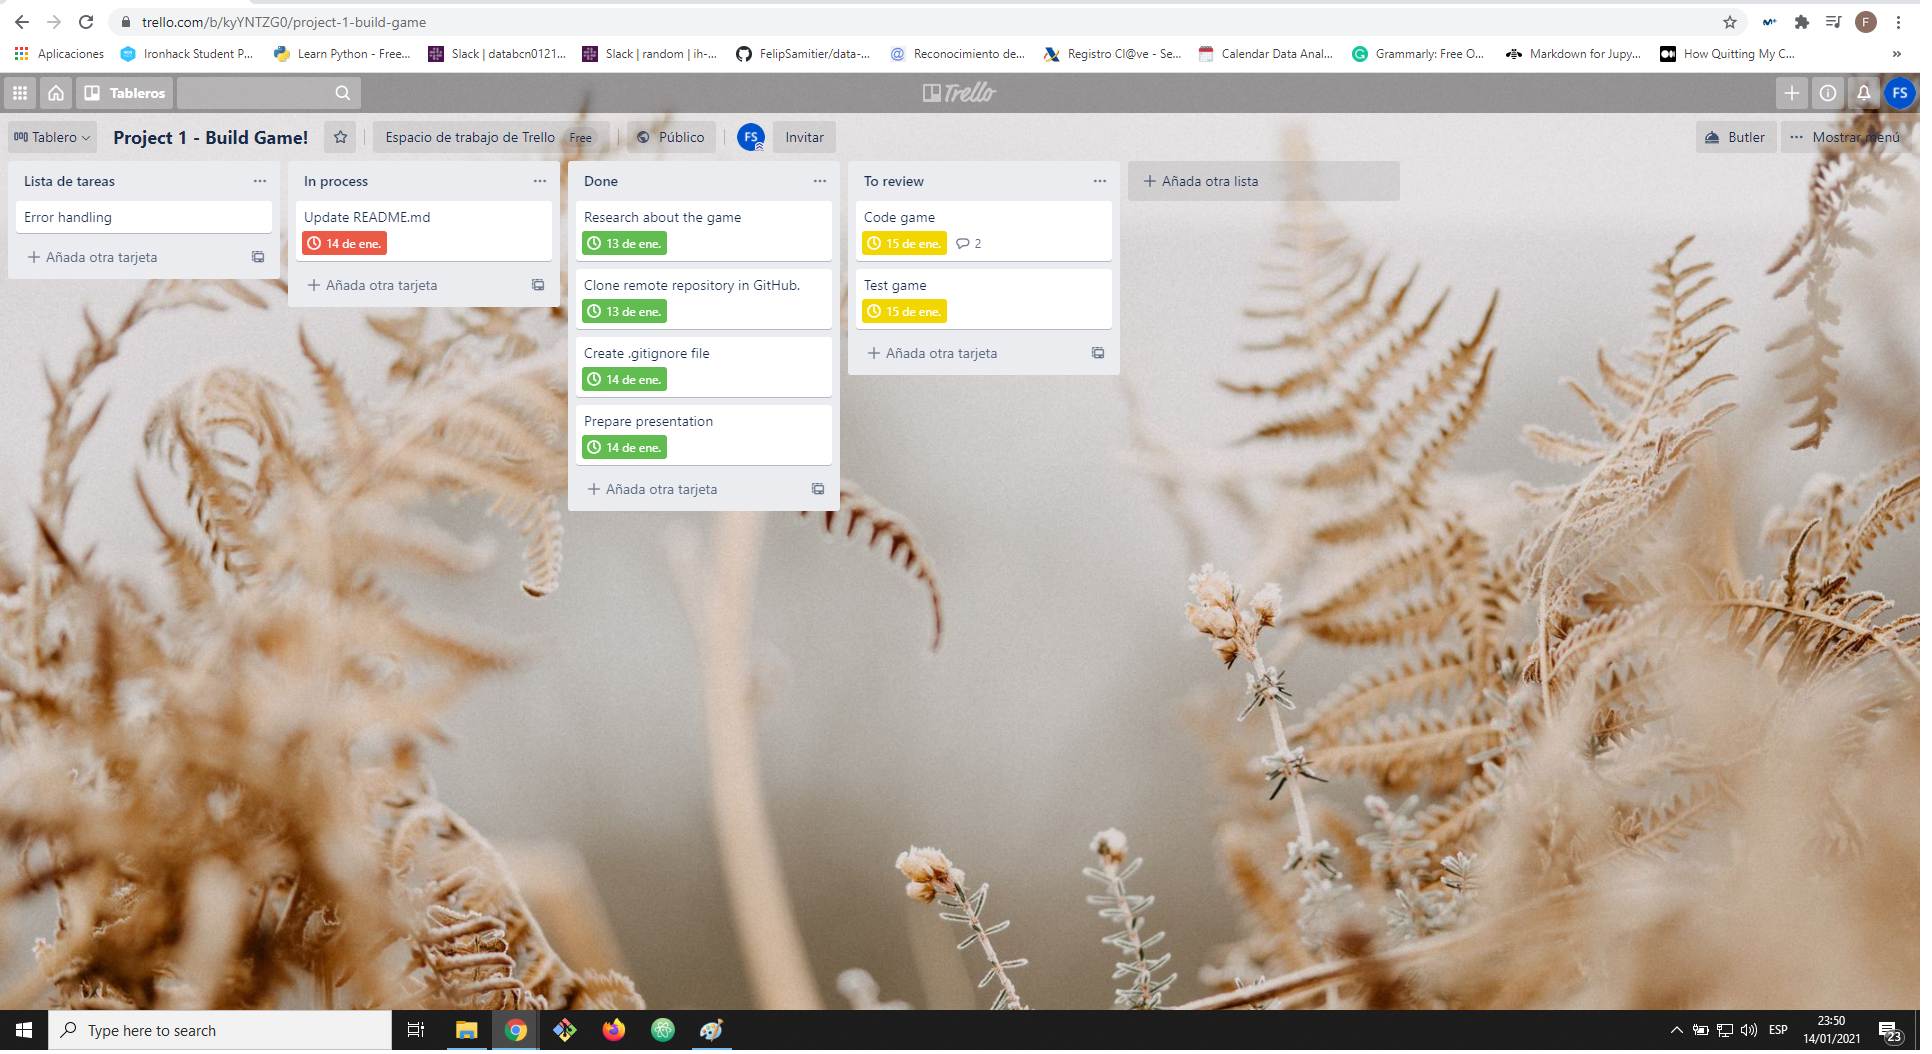 trello.com/b/kyYNTZG0/project-1-build-game
F
Aplicaciones
Ironhack Student P...
Learn Python - Free...
Slack | databcn0121...
Slack | random | ih-...
FelipSamitier/data-...
Reconocimiento de...
Registro Cl@ve - Se...
Calendar Data Anal...
Grammarly: Free O...
Markdown for Jupy...
How Quitting My C...
»
Tableros
Trello
FS
Tablero
Project 1 - Build Game!
Espacio de trabajo de Trello Free
Público
FS
Invitar
Butler
Mostrar menú
Lista de tareas
Error handling
Añada otra tarjeta
In process
Update README.md
14 de ene.
Añada otra tarjeta
Done
Research about the game
13 de ene.
Clone remote repository in GitHub.
13 de ene.
Create .gitignore file
14 de ene.
Prepare presentation
14 de ene.
Añada otra tarjeta
To review
Code game
15 de ene. 2
Test game
15 de ene.
Añada otra tarjeta
Añada otra lista
Type here to search
ESP
23:50
14/01/2021
23